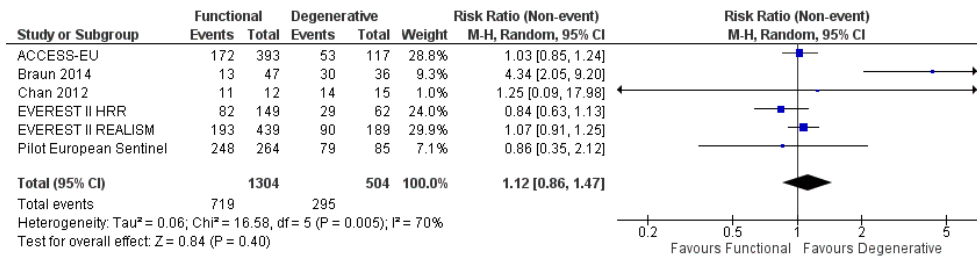 Functional Degenerative Risk Ratio (Non-event) Risk Ratio (Non-event)
Study or Subgroup Events Total Events Total Weight M-H, Random, 95% CI M-H, Random, 95% CI
ACCESS-EU 172 393 53 117 28.8% 1.03 [0.85, 1.24]
Braun 2014 13 47 30 36 9.3% 4.34 [2.05, 9.20]
Chan 2012 11 12 14 15 1.0% 1.25 [0.09, 17.98]
EVEREST II HRR 82 149 29 62 24.0% 0.84 [0.63, 1.13]
EVEREST II REALISM 193 439 90 189 29.9% 1.07 [0.91, 1.25]
Pilot European Sentinel 248 264 79 85 7.1% 0.86 [0.35, 2.12]
Total (95% CI) 1304 504 100.0% 1.12 [0.86, 1.47]
Total events 719 295
Heterogeneity: Tau² = 0.06; Chi² = 16.58, df = 5 (P = 0.005); I² = 70%
Test for overall effect: Z = 0.84 (P = 0.40)
0.2 0.5 1 2 5
Favours Functional Favours Degenerative